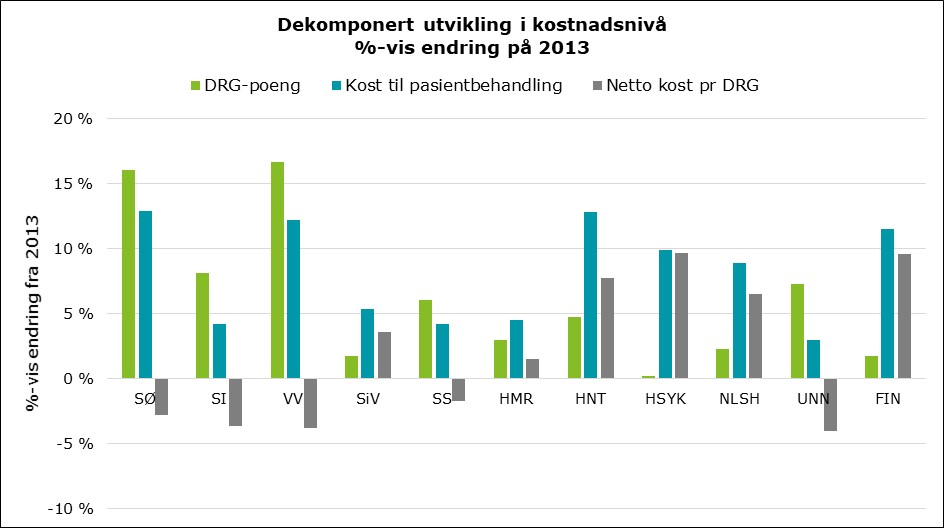 Dekomponert utvikling i kostnadsnivå
%-vis endring på 2013
DRG-poeng Kost til pasientbehandling Netto kost pr DRG
%-vis endring fra 2013
20 %
15 %
10 %
5 %
0 %
-5 %
-10 %
SØ SI VV SiV SS HMR HNT HSYK NLSH UNN FIN